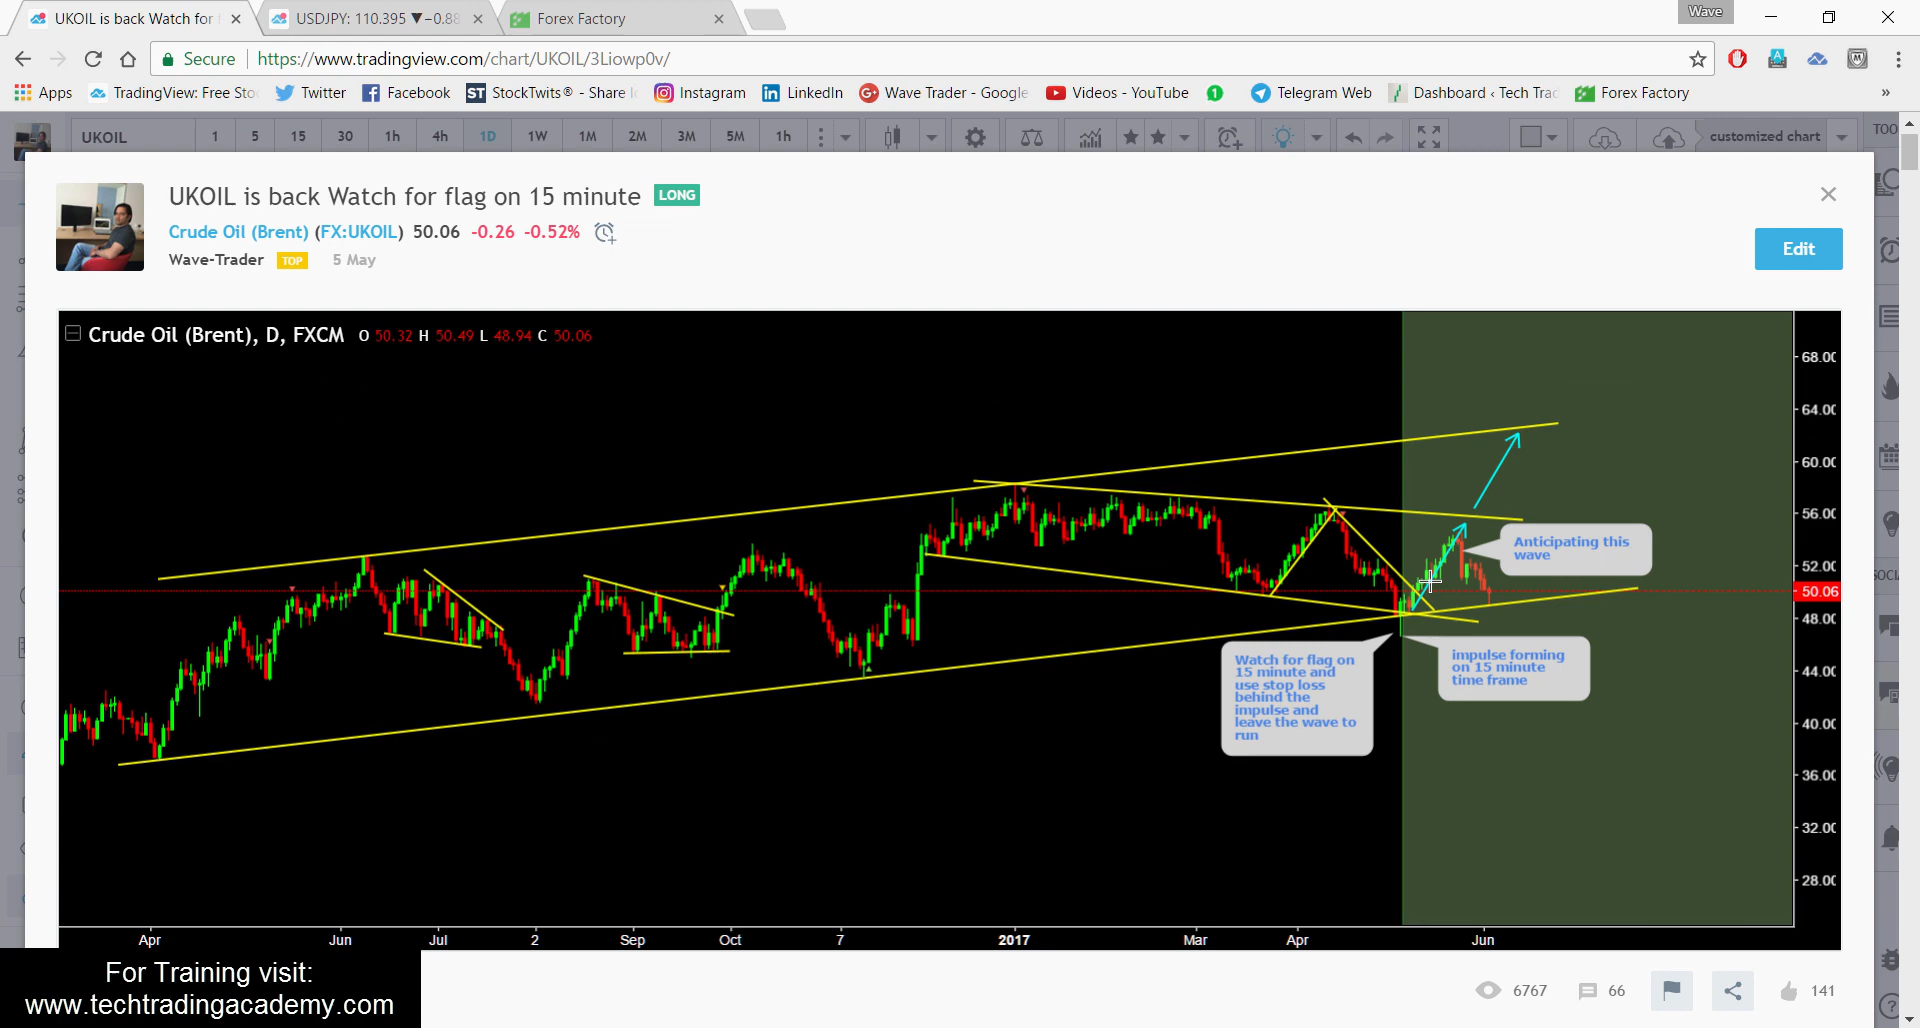 UKOIL is back Watch for f
USDJPY: 110.395 ▼−0.88
Forex Factory
Wave
Secure
https://www.tradingview.com/chart/UKOIL/3Liowp0v/
Apps
TradingView: Free Sto
Twitter
Facebook
StockTwits® - Share
Instagram
LinkedIn
Wave Trader - Google
Videos - YouTube
Telegram Web
Dashboard ‹ Tech Tra
Forex Factory
»
UKOIL
1
5
15
30
1h
4h
1D
1W
1M
2M
3M
5M
1h
customized chart
TOO
UKOIL is back Watch for flag on 15 minute
LONG
Crude Oil (Brent) (FX:UKOIL) 50.06 -0.26 -0.52%
Wave-Trader
TOP
5 May
Edit
Crude Oil (Brent), D, FXCM
O 50.32 H 50.49 L 48.94 C 50.06
68.00
64.00
60.00
56.00
52.00
50.06
48.00
44.00
40.00
36.00
32.00
28.00
Anticipating this
wave
Watch for flag on
15 minute and
use stop loss
behind the
impulse and
leave the wave to
run
impulse forming
on 15 minute
time frame
Apr
Jun
Jul
2
Sep
Oct
7
2017
Mar
Apr
Jun
For Training visit:
www.techtradingacademy.com
6767
66
141